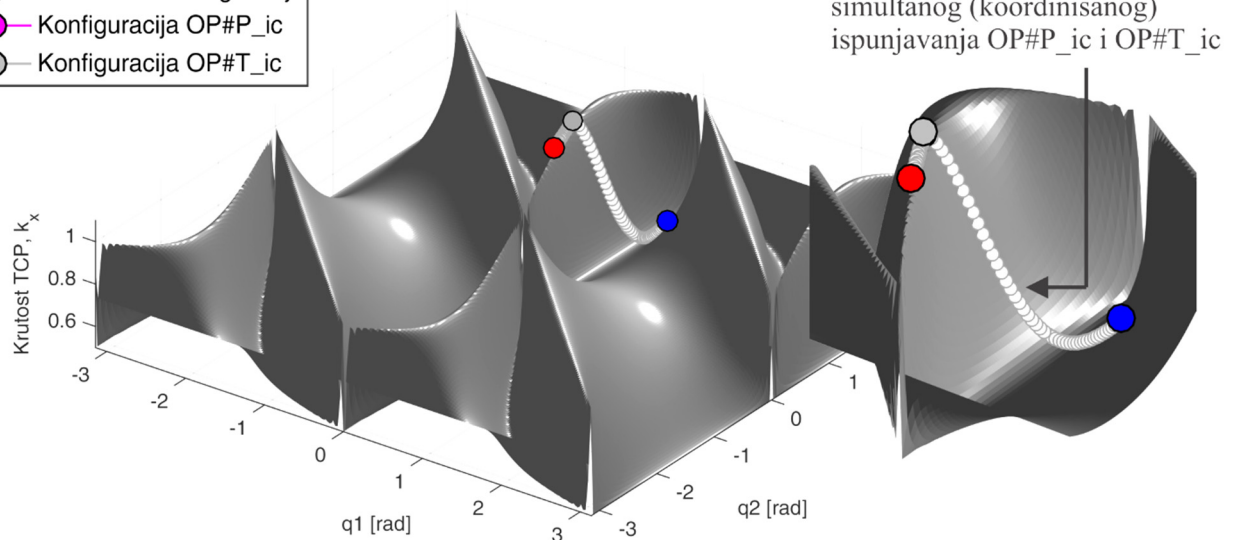 Konfiguracija OP#P_ic
Konfiguracija OP#T_ic
simultanog (koordinisanog)
ispunjavanja OP#P_ic i OP#T_ic
Krutost TCP, k_x
1
0.8
0.6
-3
-2
-1
0
1
2
3
q1 [rad]
-3
-2
-1
0
1
q2 [rad]